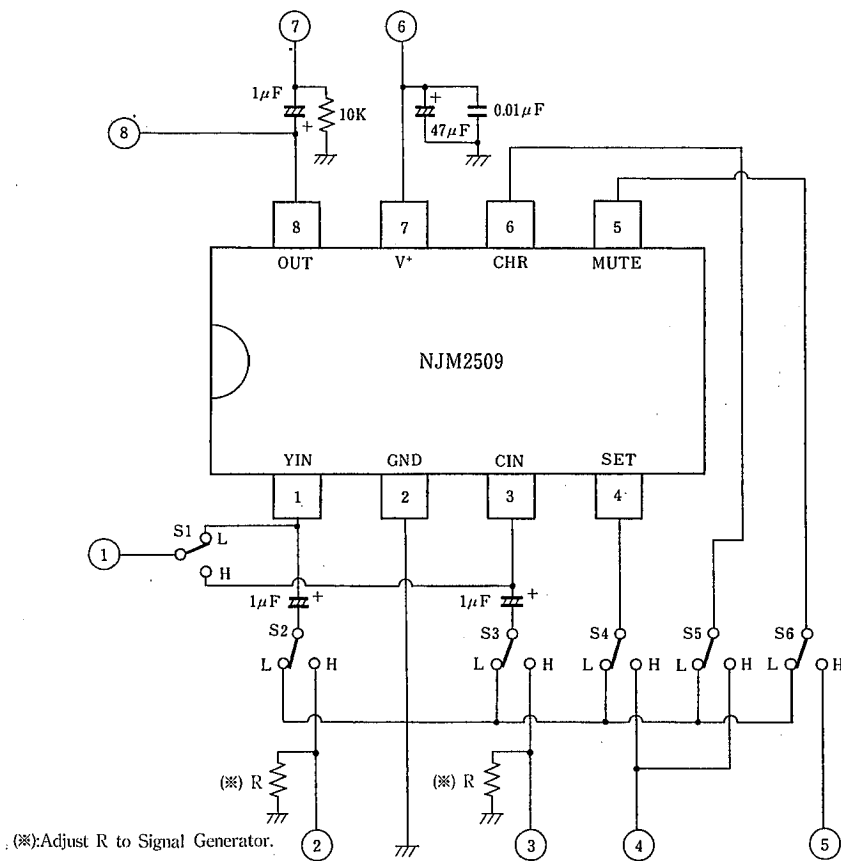 7
6
1μF
+
10K
+
47μF
0.01μF
8
8
7
6
5
OUT
V⁺
CHR
MUTE
NJM2509
YIN
GND
CIN
SET
1
2
3
4
S1
L
1
H
1μF
+
1μF
+
S2
S3
S4
S5
S6
L
H
L
H
L
H
L
H
L
H
(※) R
(※) R
(※):Adjust R to Signal Generator.
2
3
4
5